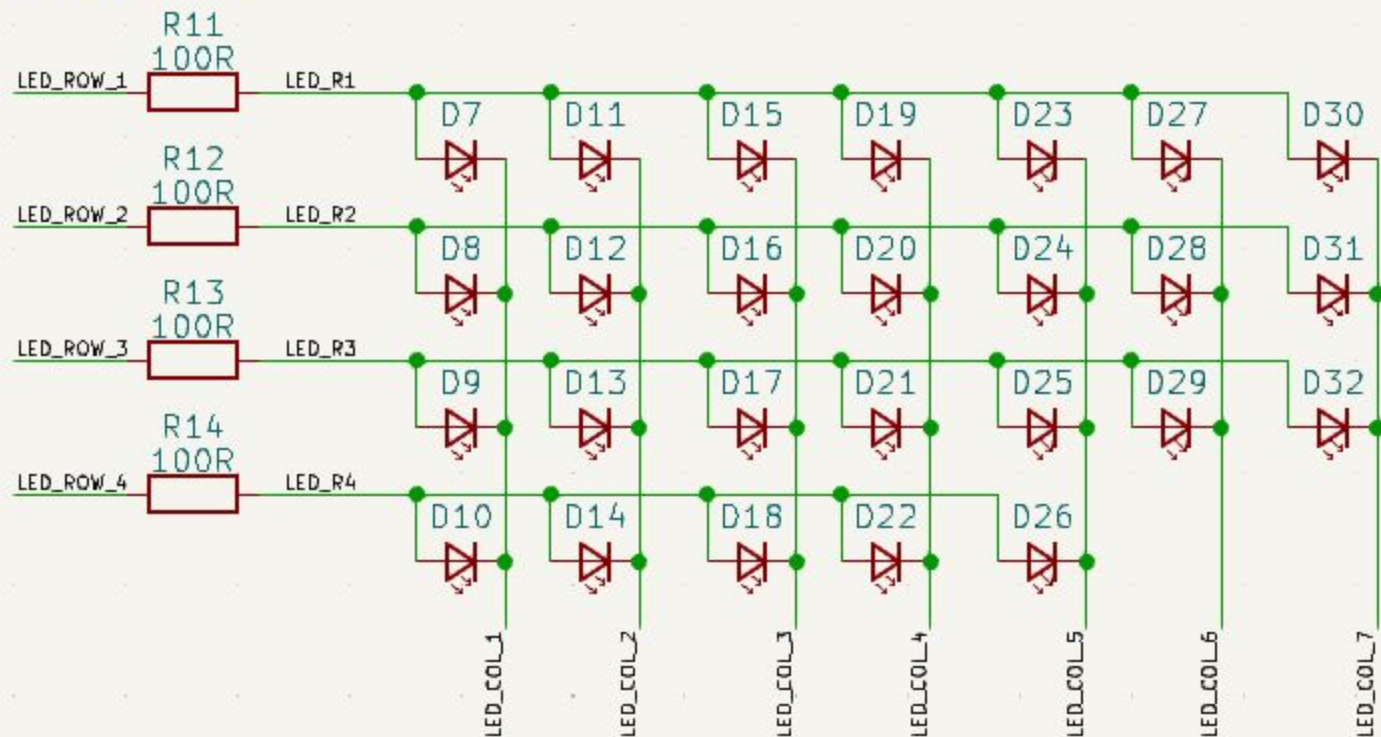 R11
100R
LED_ROW_1 LED_R1
D7 D11 D15 D19 D23 D27 D30
R12
100R
LED_ROW_2 LED_R2
D8 D12 D16 D20 D24 D28 D31
R13
100R
LED_ROW_3 LED_R3
D9 D13 D17 D21 D25 D29 D32
R14
100R
LED_ROW_4 LED_R4
D10 D14 D18 D22 D26
LED_COL_1 LED_COL_2 LED_COL_3 LED_COL_4 LED_COL_5 LED_COL_6 LED_COL_7